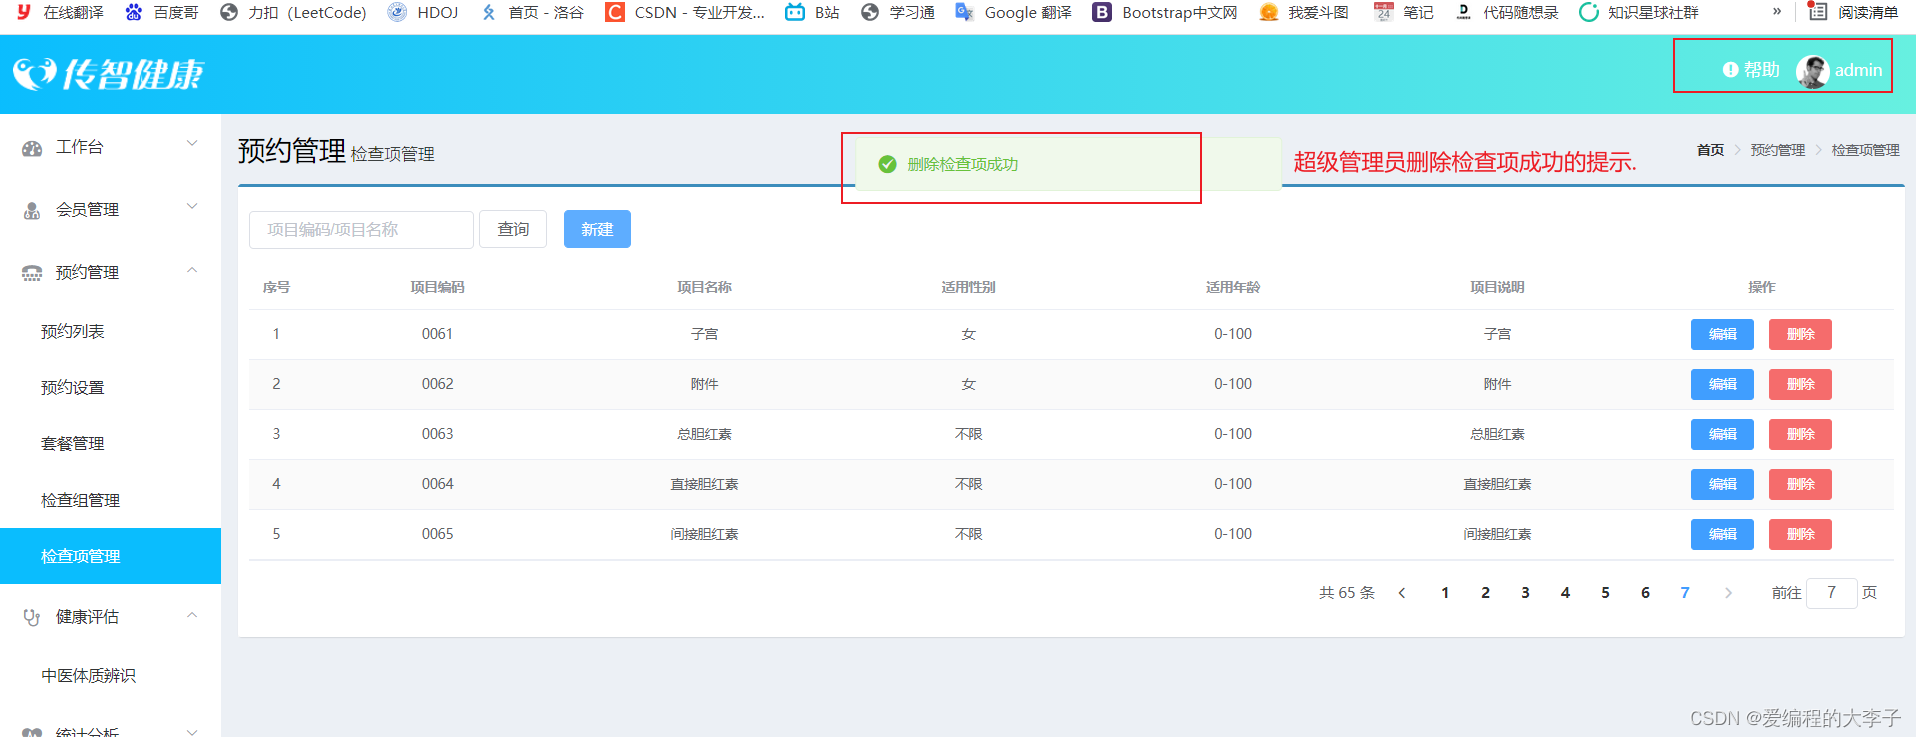 在线翻译 百度哥 力扣（LeetCode) HDOJ 首页 - 洛谷 CSDN - 专业开发... B站 学习通 Google 翻译 Bootstrap中文网 我爱斗图 笔记 代码随想录 知识星球社群 » 阅读清单
传智健康 帮助 admin
工作台
会员管理
预约管理
预约列表
预约设置
套餐管理
检查组管理
检查项管理
健康评估
中医体质辨识
统计分析
预约管理 检查项管理
删除检查项成功
超级管理员删除检查项成功的提示.
首页 > 预约管理 > 检查项管理
项目编码/项目名称 查询 新建
序号 项目编码 项目名称 适用性别 适用年龄 项目说明 操作
1 0061 子宫 女 0-100 子宫 编辑 删除
2 0062 附件 女 0-100 附件 编辑 删除
3 0063 总胆红素 不限 0-100 总胆红素 编辑 删除
4 0064 直接胆红素 不限 0-100 直接胆红素 编辑 删除
5 0065 间接胆红素 不限 0-100 间接胆红素 编辑 删除
共 65 条 < 1 2 3 4 5 6 7 > 前往 7 页
CSDN @爱编程的大李子